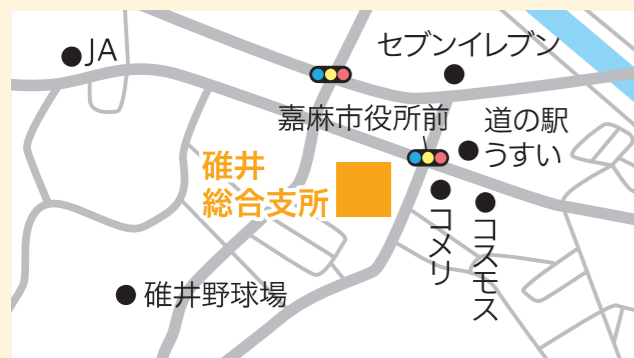 JA
セブンイレブン
嘉麻市役所前
道の駅
うすい
碓井
総合支所
コメリ
コスモス
碓井野球場